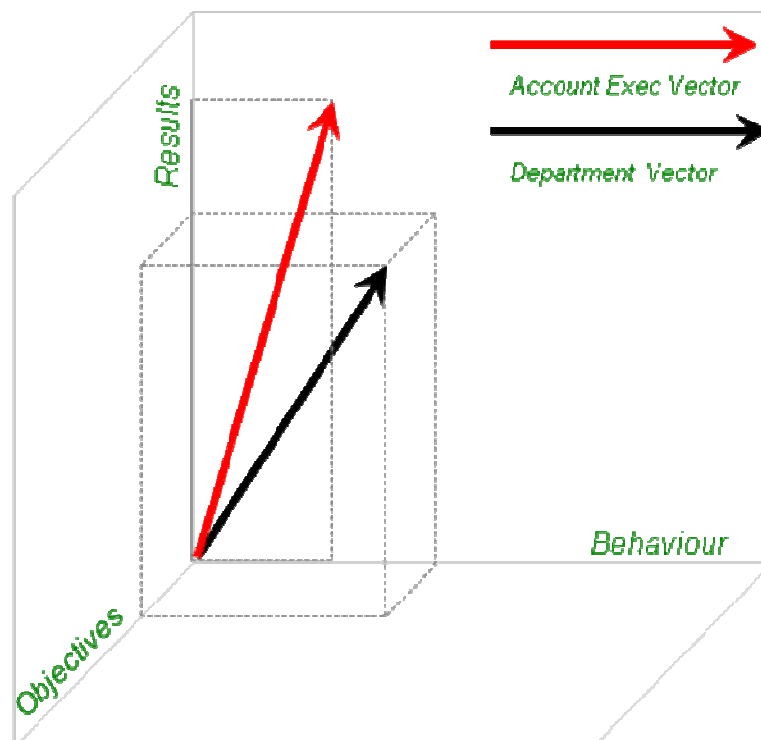 Account Exec Vector
Results
Department Vector
Behaviour
Objectives